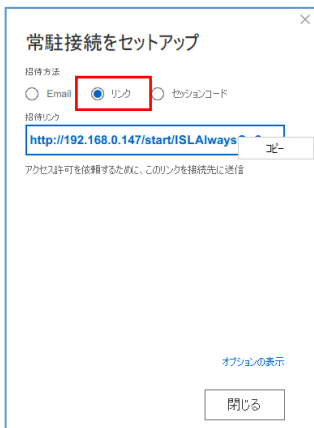 常駐接続をセットアップ
招待方法
Email リンク セッションコード
招待リンク
http://192.168.0.147/start/ISLAlways
コピー
アクセス許可を依頼するために、このリンクを接続先に送信
オプションの表示
閉じる